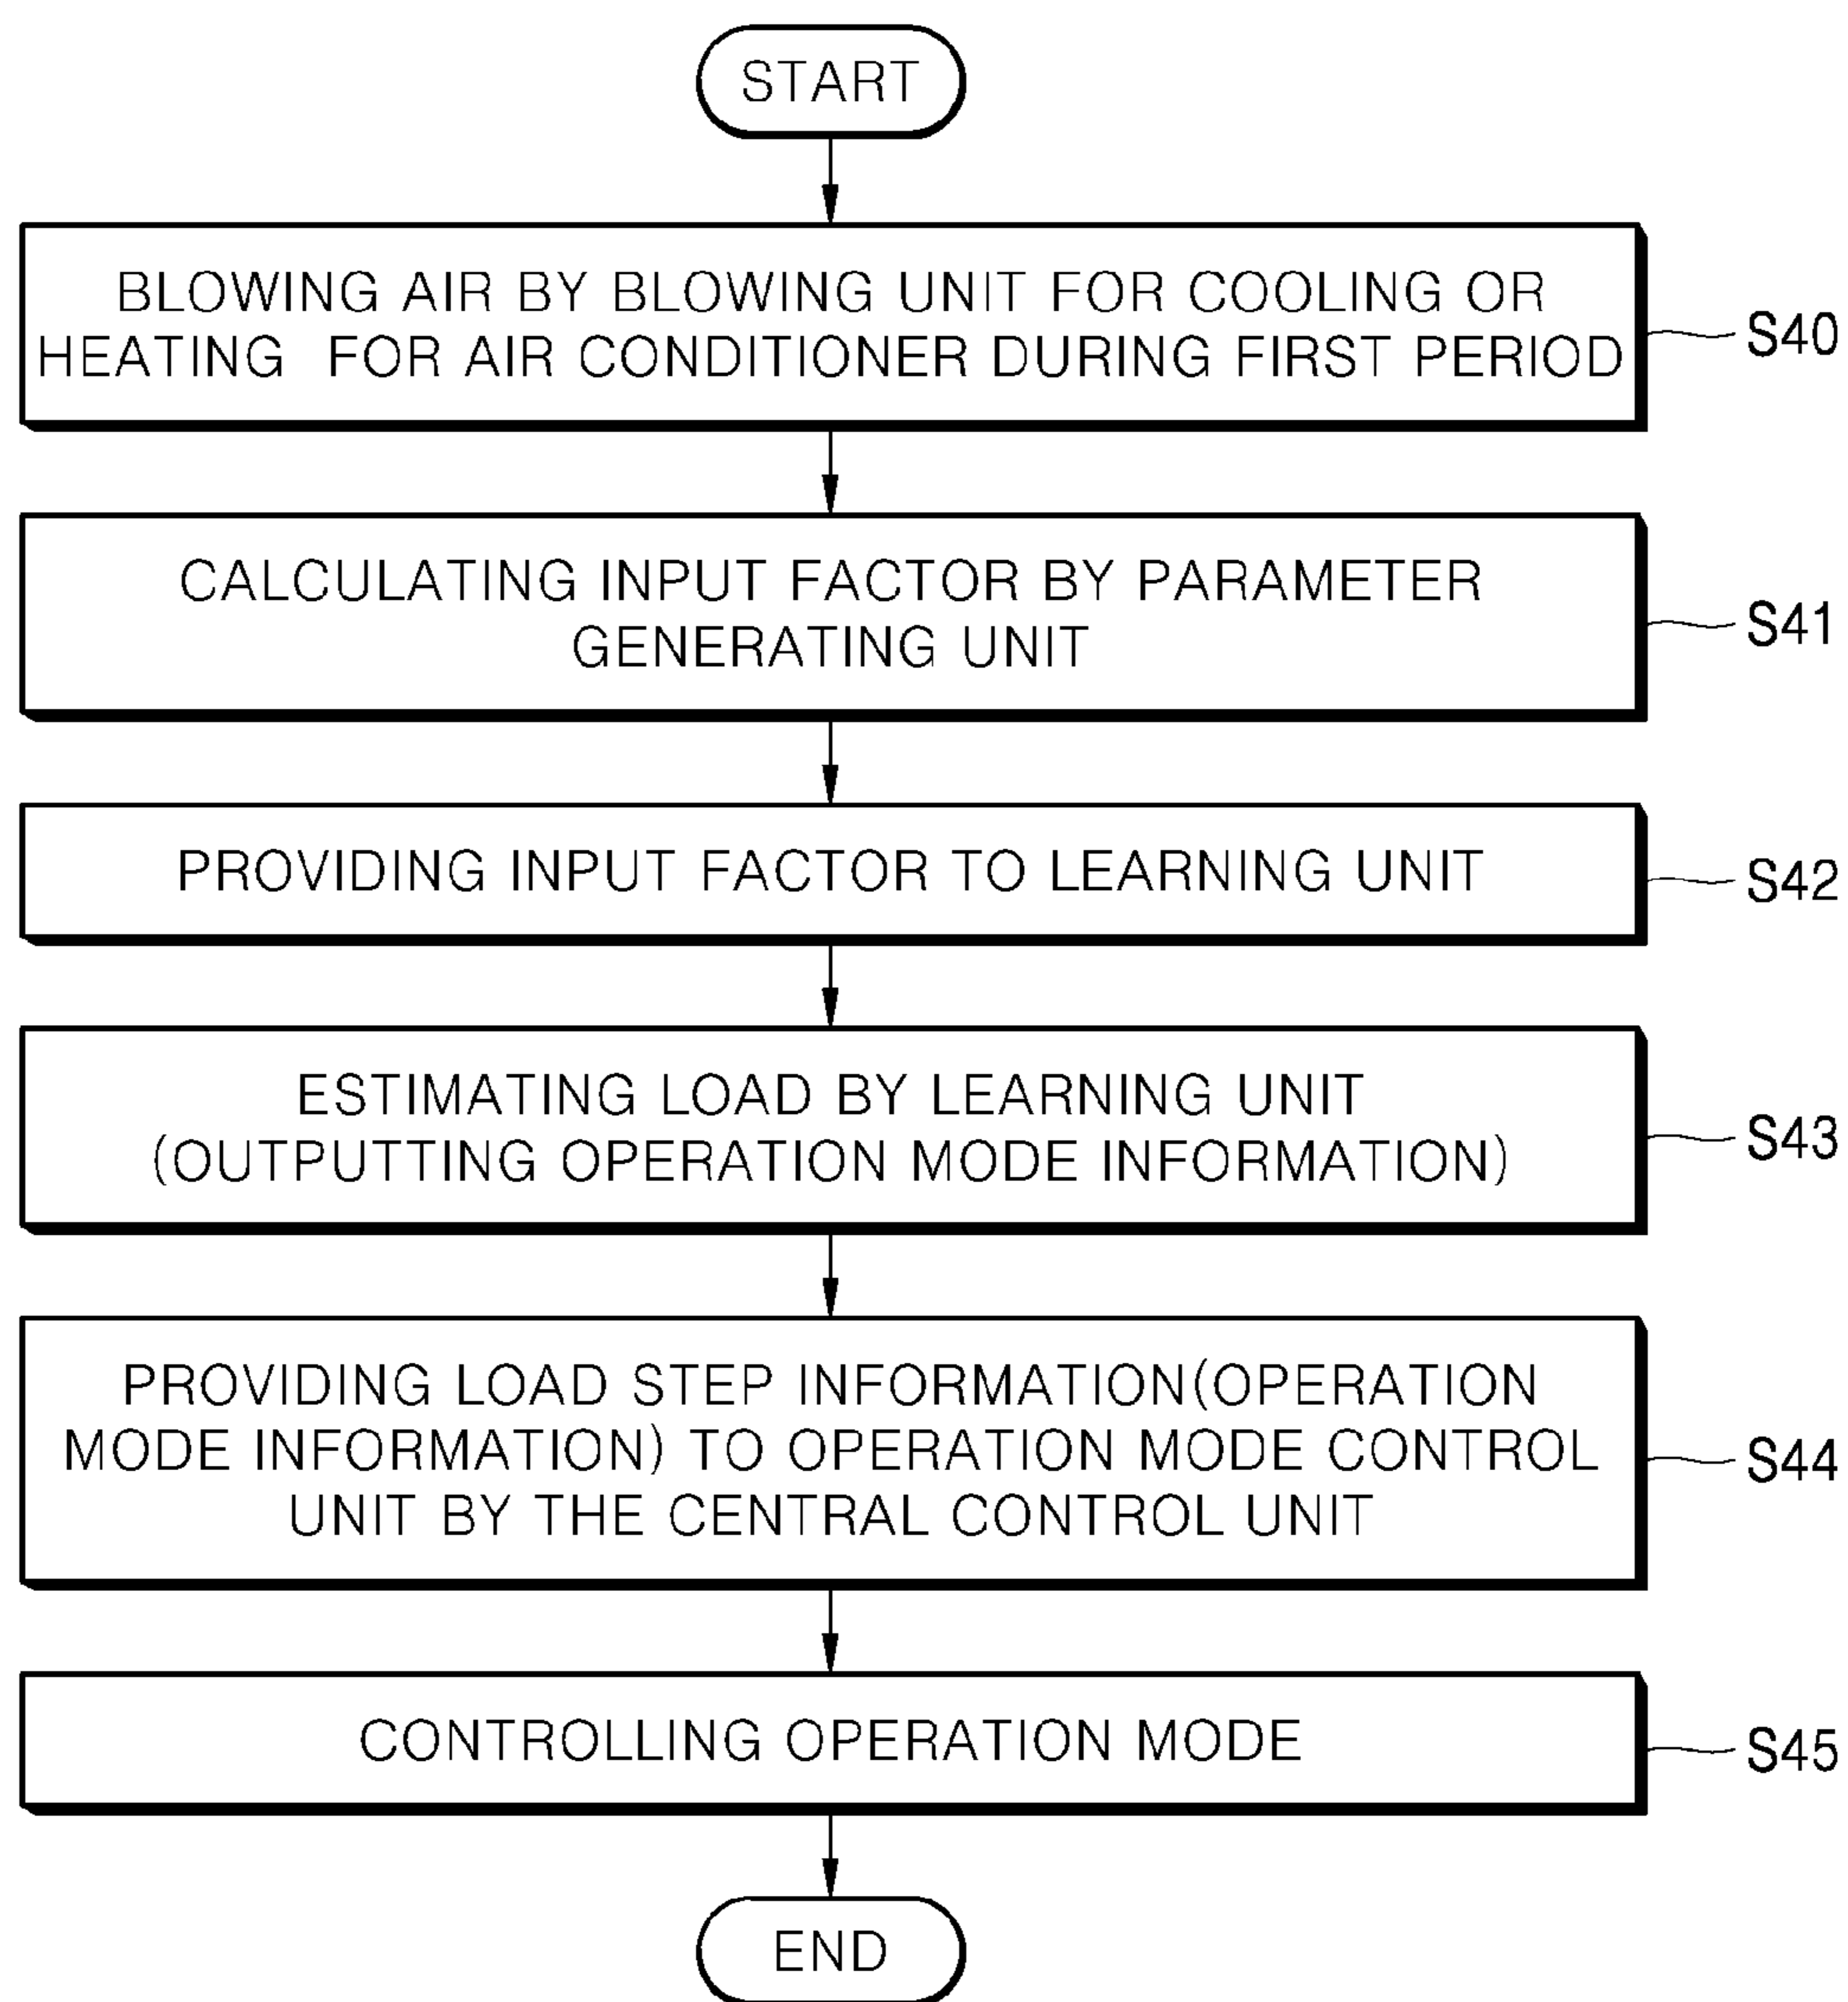 START
BLOWING AIR BY BLOWING UNIT FOR COOLING OR
HEATING FOR AIR CONDITIONER DURING FIRST PERIOD
S40
CALCULATING INPUT FACTOR BY PARAMETER
GENERATING UNIT
S41
PROVIDING INPUT FACTOR TO LEARNING UNIT
S42
ESTIMATING LOAD BY LEARNING UNIT
(OUTPUTTING OPERATION MODE INFORMATION)
S43
PROVIDING LOAD STEP INFORMATION(OPERATION
MODE INFORMATION) TO OPERATION MODE CONTROL
UNIT BY THE CENTRAL CONTROL UNIT
S44
CONTROLLING OPERATION MODE
S45
END